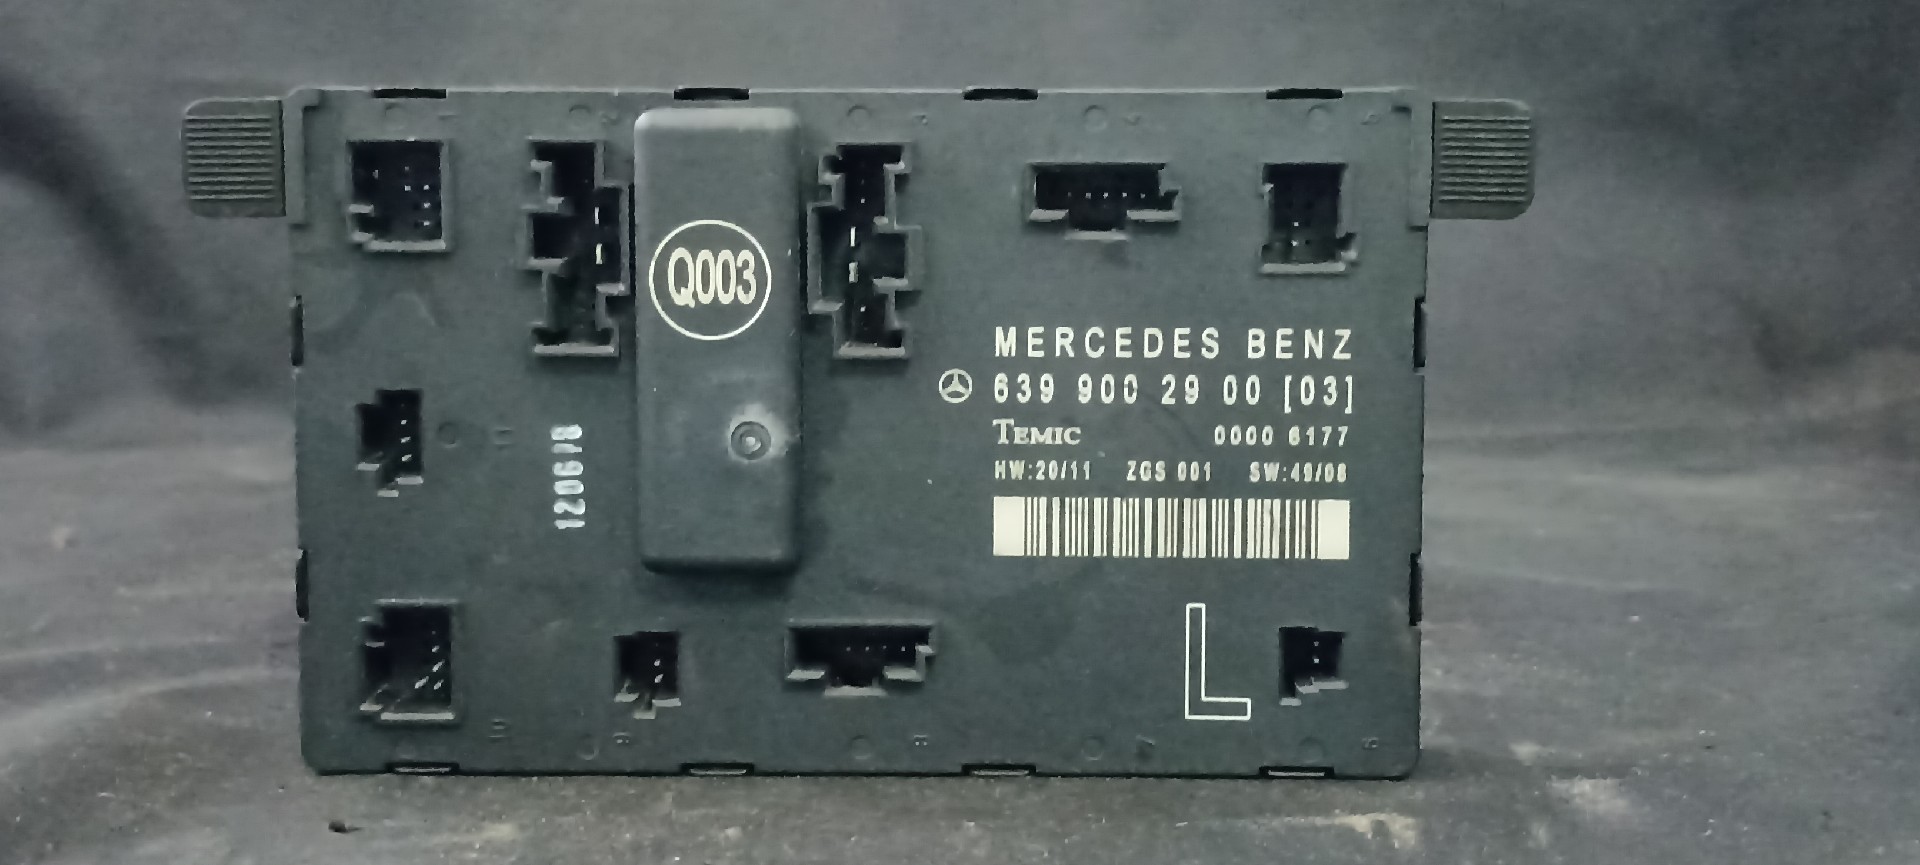 Q003
MERCEDES BENZ
639 900 29 00 [03]
TEMIC 0000 6177
HW:20/11 ZGS 001 SW:49/08
120678
L